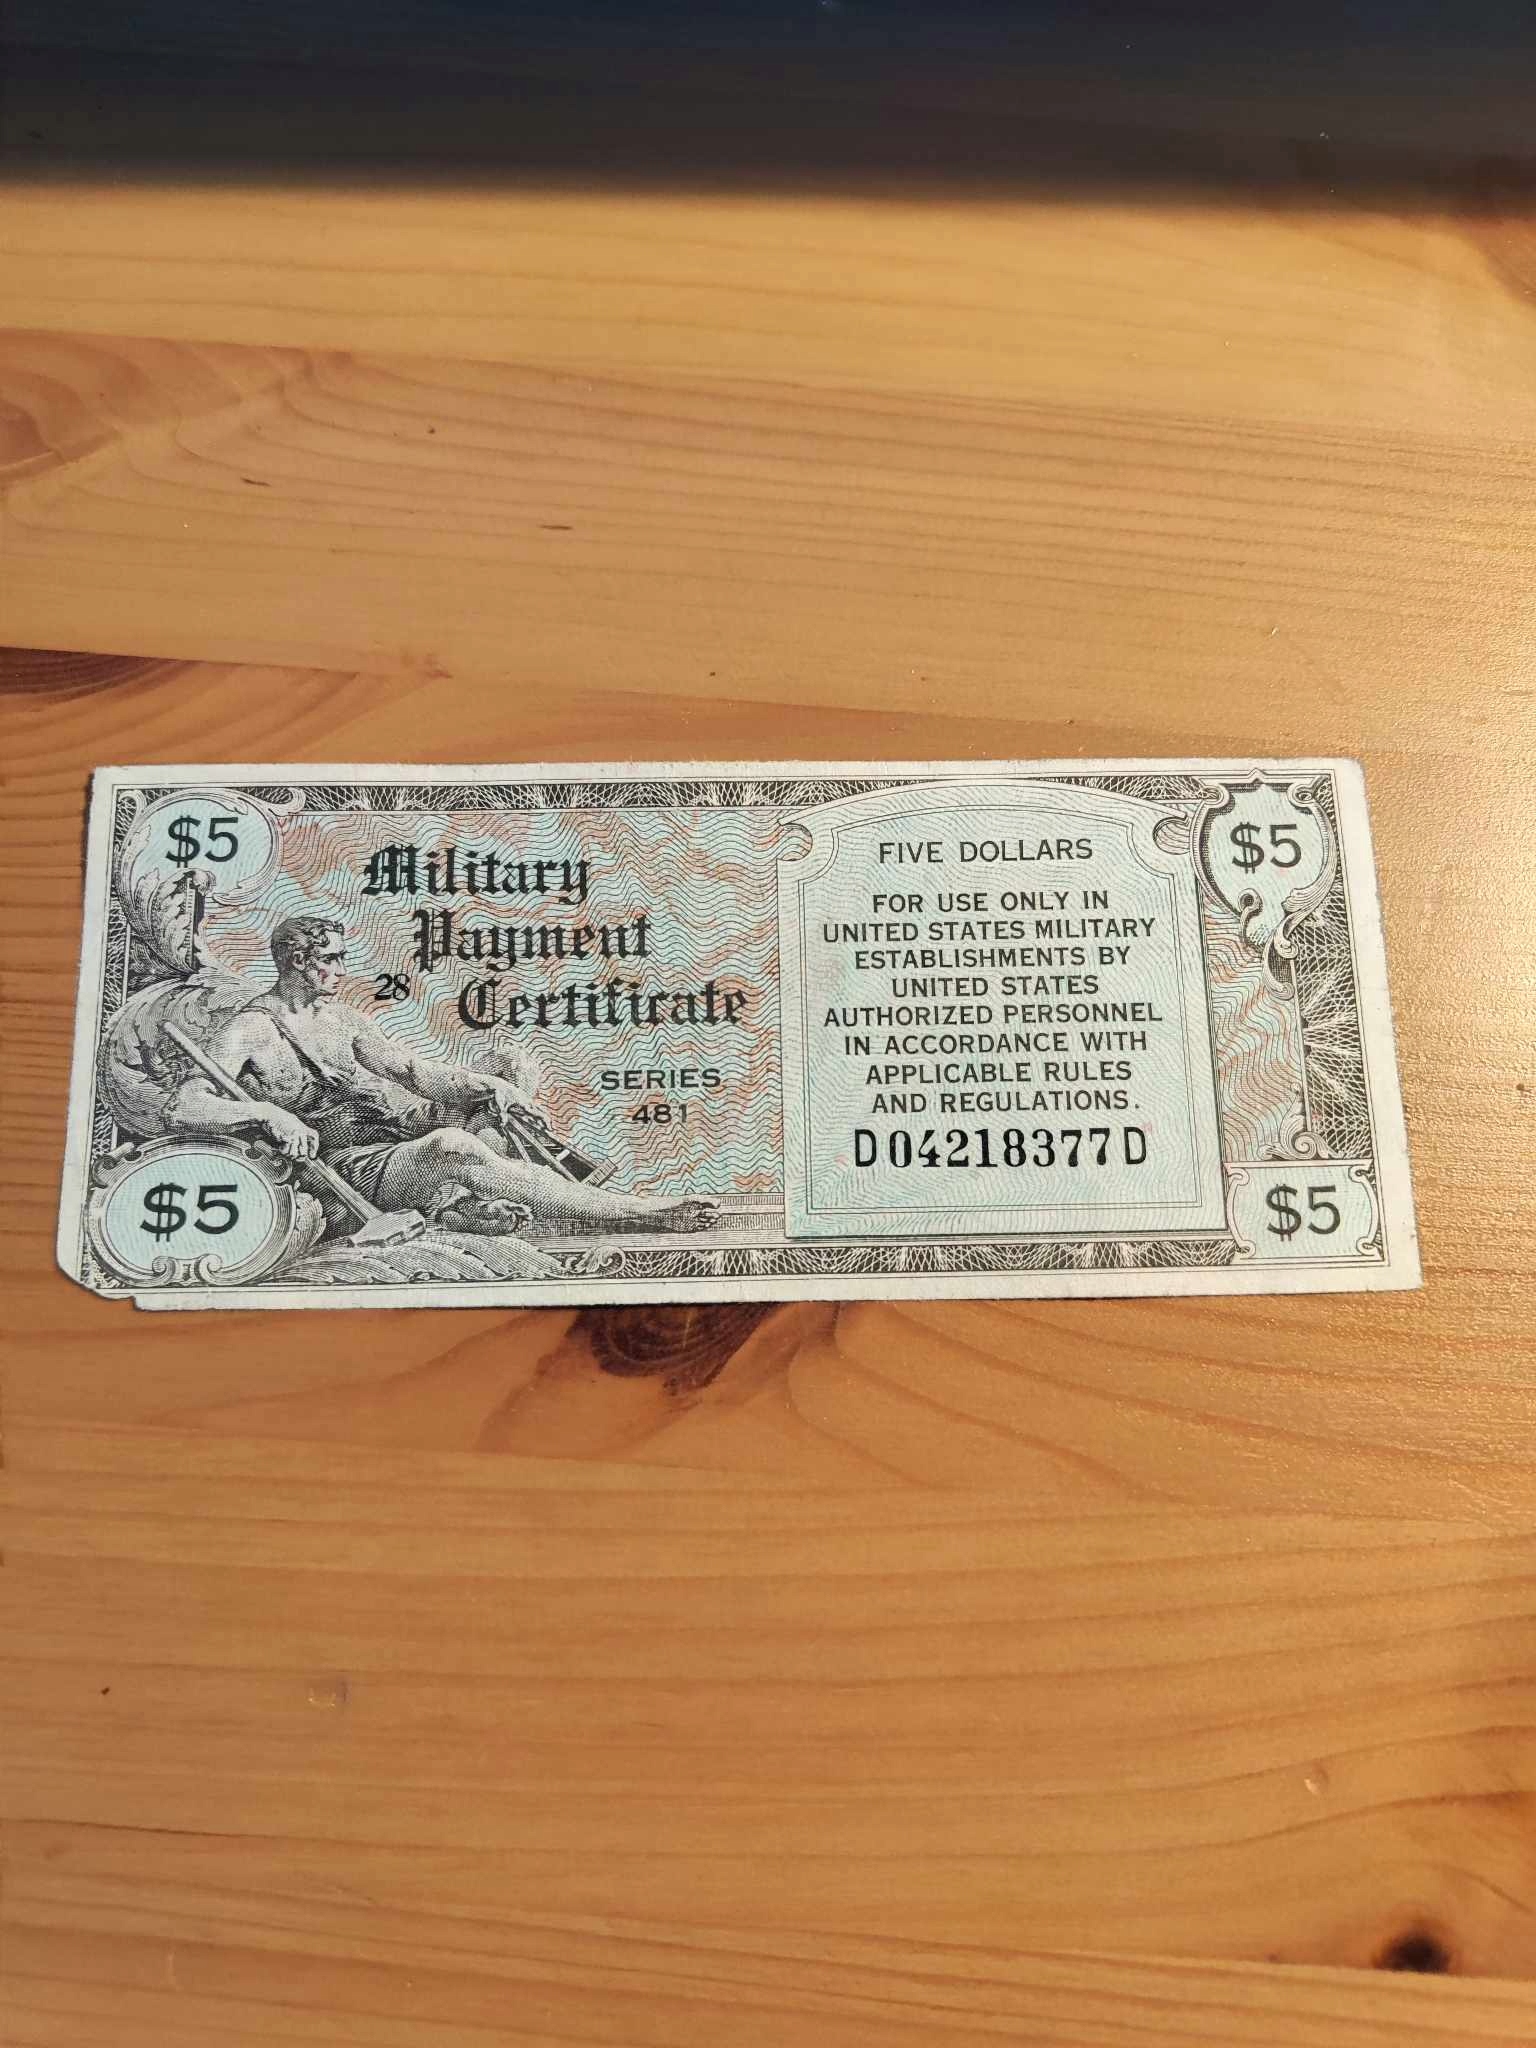 $5
Military
Payment
28 Certificate
SERIES
481
$5
FIVE DOLLARS
FOR USE ONLY IN
UNITED STATES MILITARY
ESTABLISHMENTS BY
UNITED STATES
AUTHORIZED PERSONNEL
IN ACCORDANCE WITH
APPLICABLE RULES
AND REGULATIONS.
D04218377D
$5
$5